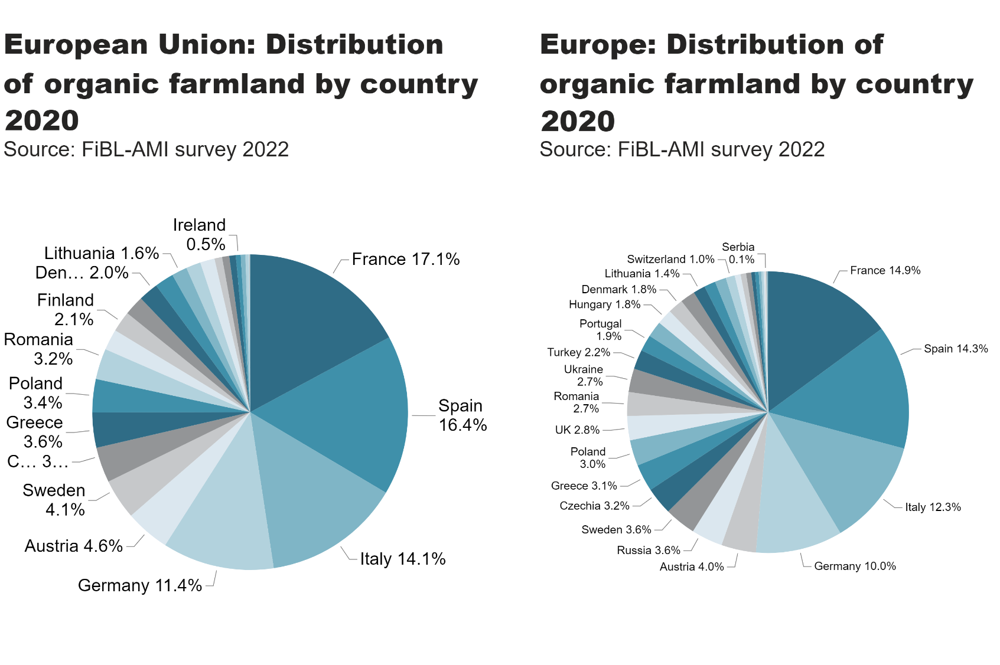 European Union: Distribution
of organic farmland by country
2020
Source: FiBL-AMI survey 2022
Ireland
0.5%
Lithuania 1.6%
Den… 2.0%
Finland
2.1%
Romania
3.2%
Poland
3.4%
Greece
3.6%
C… 3…
Sweden
4.1%
Austria 4.6%
Germany 11.4%
France 17.1%
Spain
16.4%
Italy 14.1%
Europe: Distribution of
organic farmland by country
2020
Source: FiBL-AMI survey 2022
Serbia
0.1%
Switzerland 1.0%
Lithuania 1.4%
Denmark 1.8%
Hungary 1.8%
Portugal
1.9%
Turkey 2.2%
Ukraine
2.7%
Romania
2.7%
UK 2.8%
Poland
3.0%
Greece 3.1%
Czechia 3.2%
Sweden 3.6%
Russia 3.6%
Austria 4.0%
Germany 10.0%
France 14.9%
Spain 14.3%
Italy 12.3%